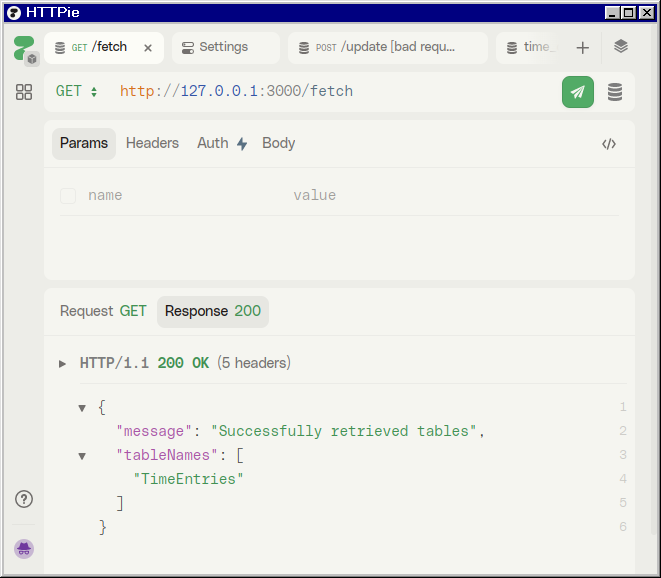 HTTPie
GET /fetch × Settings POST /update [bad requ... time_
GET http://127.0.0.1:3000/fetch
Params Headers Auth Body </>
name value
Request GET Response 200
HTTP/1.1 200 OK (5 headers)
{ 1
"message": "Successfully retrieved tables", 2
"tableNames": [ 3
"TimeEntries" 4
] 5
} 6
?